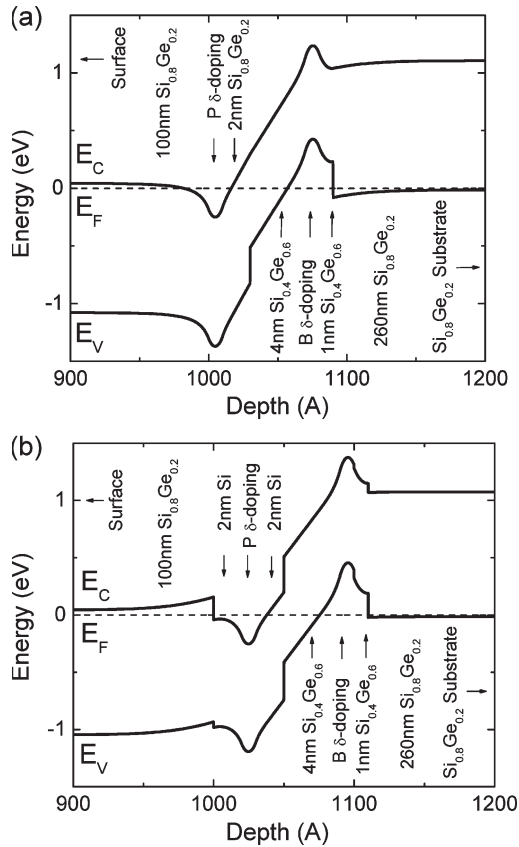 (a)
Surface
100nm Si0.8Ge0.2
P δ-doping
2nm Si0.8Ge0.2
EC
EF
EV
4nm Si0.4Ge0.6
B δ-doping
1nm Si0.4Ge0.6
260nm Si0.8Ge0.2
Si0.8Ge0.2 Substrate
Energy (eV)
1
0
-1
900 1000 1100 1200
Depth (A)
(b)
Surface
100nm Si0.8Ge0.2
2nm Si
P δ-doping
2nm Si
EC
EF
EV
4nm Si0.4Ge0.6
B δ-doping
1nm Si0.4Ge0.6
260nm Si0.8Ge0.2
Si0.8Ge0.2 Substrate
Energy (eV)
1
0
-1
900 1000 1100 1200
Depth (A)